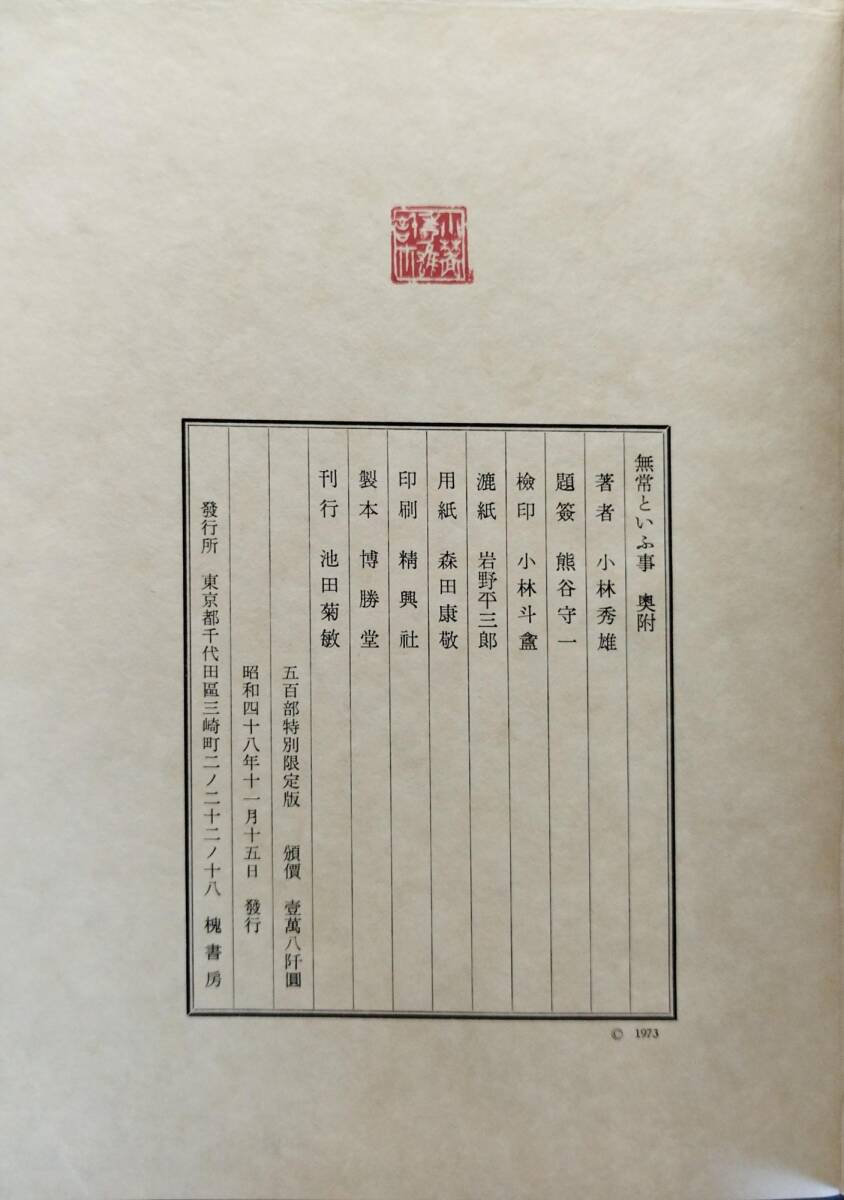 無常といふ事　奥附
著者　小林秀雄
題簽　熊谷守一
檢印　小林斗盦
漉紙　岩野平三郎
用紙　森田康敬
印刷　精興社
製本　博勝堂
刊行　池田菊敏
五百部特別限定版　頒價　壹萬八阡圓
昭和四十八年十一月十五日　發行
發行所　東京都千代田區三崎町二ノ二十二ノ十八　槐書房
© 1973